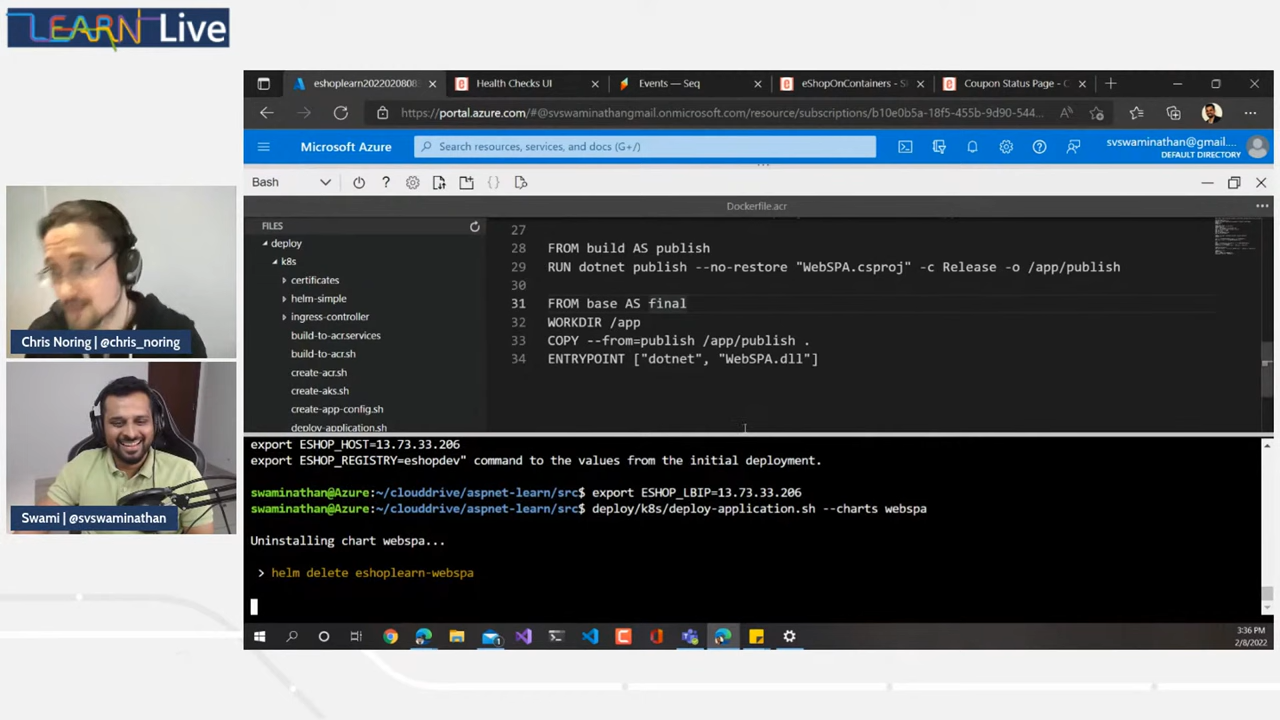 LEARN Live
eshoplearn2022020808
Health Checks UI
Events — Seq
eShopOnContainers - S
Coupon Status Page - C
https://portal.azure.com/#@svswaminathangmail.onmicrosoft.com/resource/subscriptions/b10e0b5a-18f5-455b-9d90-544...
Microsoft Azure
Search resources, services, and docs (G+/)
svswaminathan@gmail....
DEFAULT DIRECTORY
Bash
Dockerfile.acr
FILES
deploy
k8s
certificates
helm-simple
ingress-controller
build-to-acr.services
build-to-acr.sh
create-acr.sh
create-aks.sh
create-app-config.sh
deploy-application.sh
27
28 FROM build AS publish
29 RUN dotnet publish --no-restore "WebSPA.csproj" -c Release -o /app/publish
30
31 FROM base AS final
32 WORKDIR /app
33 COPY --from=publish /app/publish .
34 ENTRYPOINT ["dotnet", "WebSPA.dll"]
export ESHOP_HOST=13.73.33.206
export ESHOP_REGISTRY=eshopdev" command to the values from the initial deployment.
swaminathan@Azure:~/clouddrive/aspnet-learn/src$ export ESHOP_LBIP=13.73.33.206
swaminathan@Azure:~/clouddrive/aspnet-learn/src$ deploy/k8s/deploy-application.sh --charts webspa
Uninstalling chart webspa...
> helm delete eshoplearn-webspa
3:36 PM
2/8/2022
Chris Noring | @chris_noring
Swami | @svswaminathan